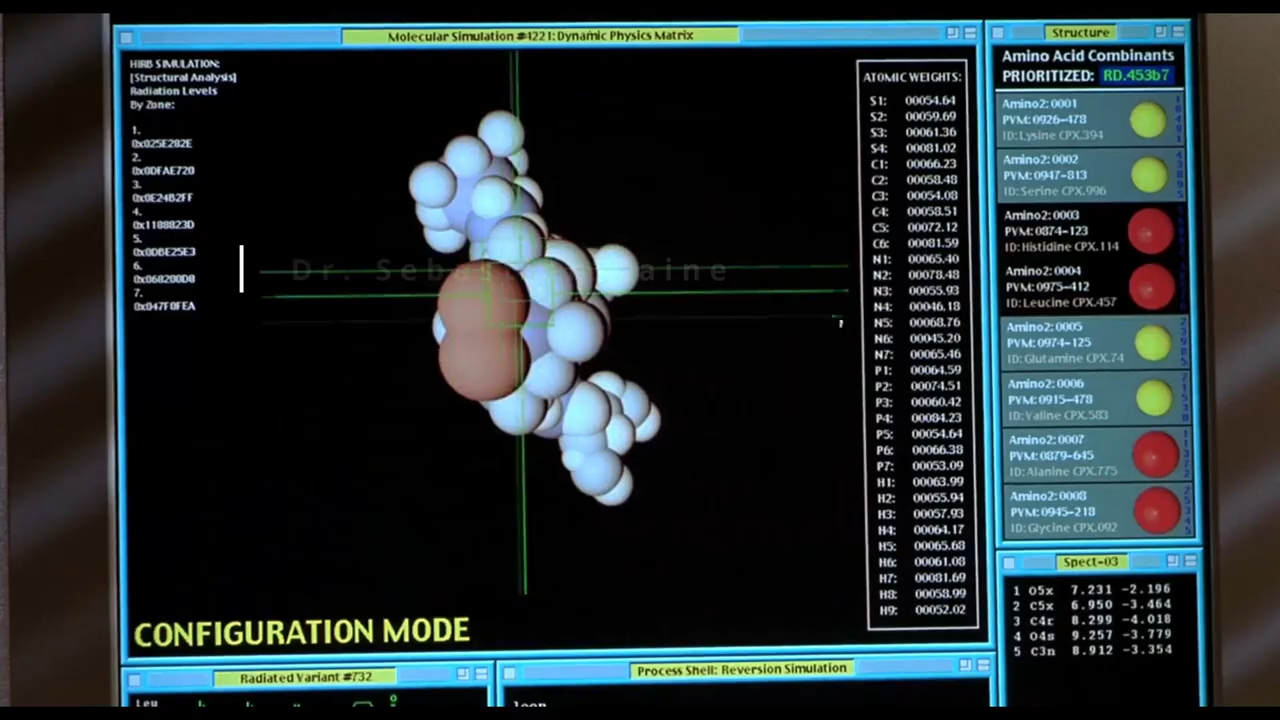 Molecular Simulation #4221: Dynamic Physics Matrix
HIRB SIMULATION:
[Structural Analysis]
Radiation Levels
By Zone:
1.
0x025E282E
2.
0x0DFAE720
3.
0x0E24B2FF
4.
0x1188823D
5.
0x0DBE25E3
6.
0x068200D8
7.
0x047F0FEA
CONFIGURATION MODE
ATOMIC WEIGHTS:
S1: 00054.64
S2: 00059.69
S3: 00061.36
S4: 00081.02
C1: 00066.23
C2: 00058.48
C3: 00054.08
C4: 00058.51
C5: 00072.12
C6: 00081.59
N1: 00065.40
N2: 00078.48
N3: 00055.93
N4: 00046.18
N5: 00068.76
N6: 00045.20
N7: 00065.46
P1: 00064.59
P2: 00074.51
P3: 00060.42
P4: 00084.23
P5: 00054.64
P6: 00066.38
P7: 00053.09
H1: 00063.99
H2: 00055.94
H3: 00057.93
H4: 00064.17
H5: 00065.68
H6: 00061.08
H7: 00081.69
H8: 00058.99
H9: 00052.02
Structure
Amino Acid Combinants
PRIORITIZED: RD.453b7
Amino2: 0001
PVM: 0926-478
ID: Lysine CPX.394
Amino2: 0002
PVM: 0947-813
ID: Serine CPX.996
Amino2: 0003
PVM: 0874-123
ID: Histidine CPX.114
Amino2: 0004
PVM: 0975-412
ID: Leucine CPX.457
Amino2: 0005
PVM: 0974-125
ID: Glutamine CPX.74
Amino2: 0006
PVM: 0915-478
ID: Valine CPX.583
Amino2: 0007
PVM: 0879-645
ID: Alanine CPX.775
Amino2: 0008
PVM: 0945-218
ID: Glycine CPX.092
Spect-03
1 O5x 7.231 -2.196
2 C5x 6.950 -3.464
3 C4r 8.299 -4.018
4 O4s 9.257 -3.779
5 C3n 8.912 -3.354
Radiated Variant #732
Leu
Process Shell: Reversion Simulation
loop